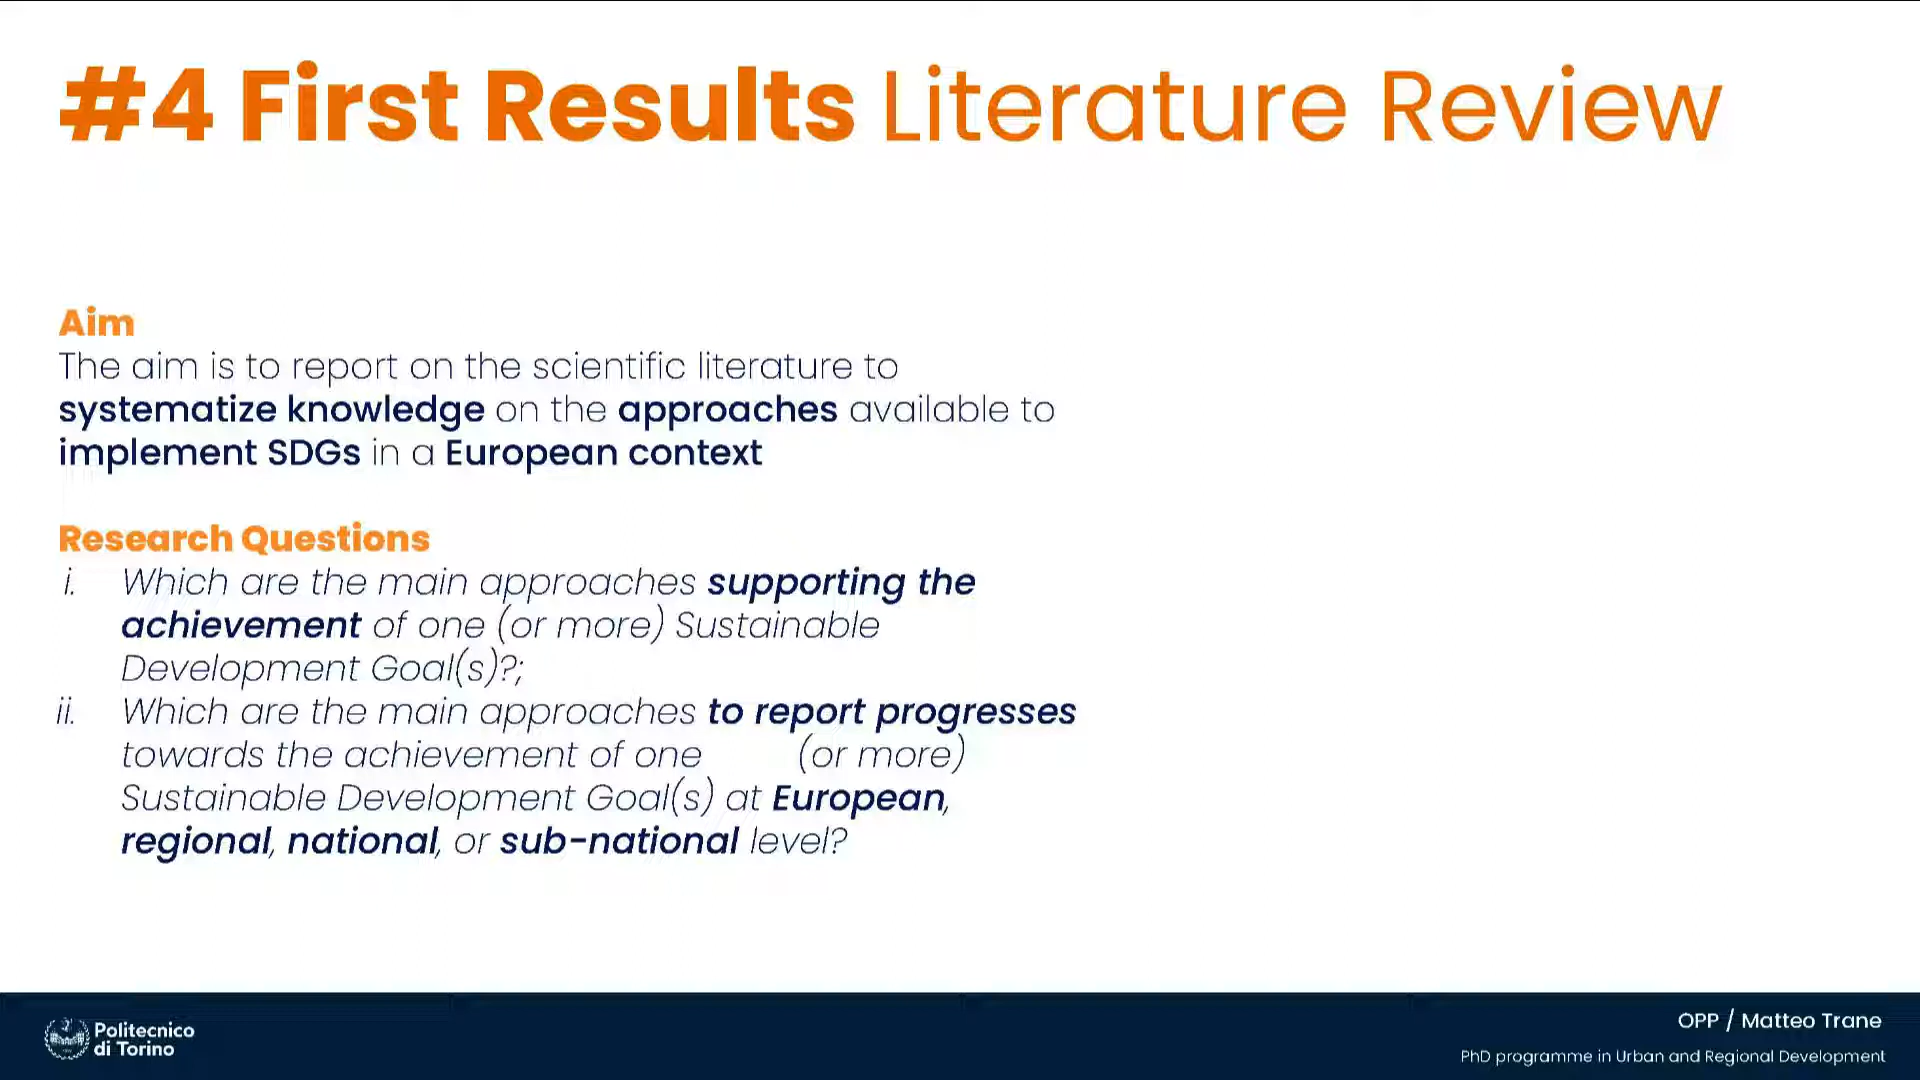 #4 First Results Literature Review
Aim
The aim is to report on the scientific literature to
systematize knowledge on the approaches available to
implement SDGs in a European context
Research Questions
i. Which are the main approaches supporting the
achievement of one (or more) Sustainable
Development Goal(s)?;
ii. Which are the main approaches to report progresses
towards the achievement of one (or more)
Sustainable Development Goal(s) at European,
regional, national, or sub-national level?
Politecnico
di Torino
OPP / Matteo Trane
PhD programme in Urban and Regional Development